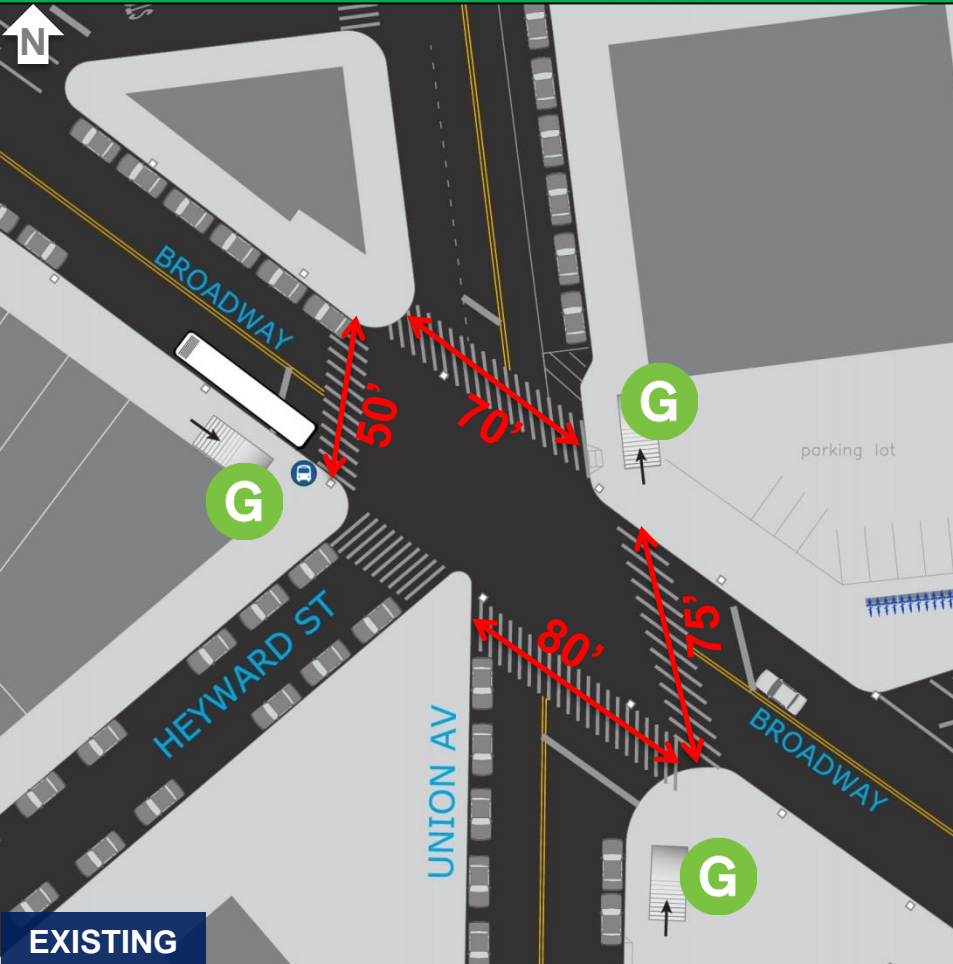 N
BROADWAY
50’
70’
G
parking lot
G
HEYWARD ST
80’
75’
UNION AV
BROADWAY
G
EXISTING